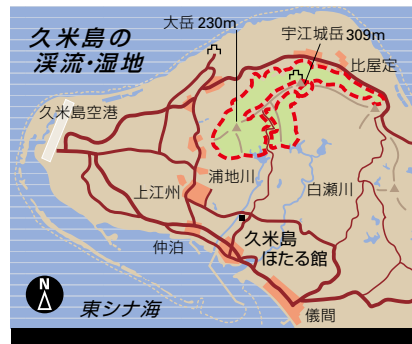 久米島の
渓流・湿地
大岳 230m
宇江城岳 309m
比屋定
久米島空港
上江州
浦地川
白瀬川
仲泊
久米島
ほたる館
儀間
東シナ海
N